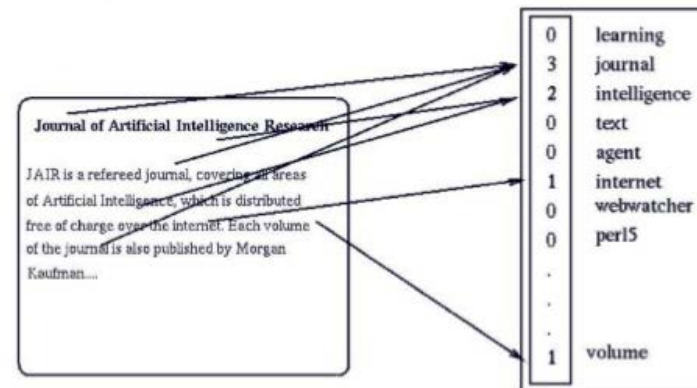 Journal of Artificial Intelligence Research
JAIR is a refereed journal, covering all areas
of Artificial Intelligence, which is distributed
free of charge over the internet. Each volume
of the journal is also published by Morgan
Kaufman....
0 learning
3 journal
2 intelligence
0 text
0 agent
1 internet
0 webwatcher
0 perl5
.
.
.
1 volume